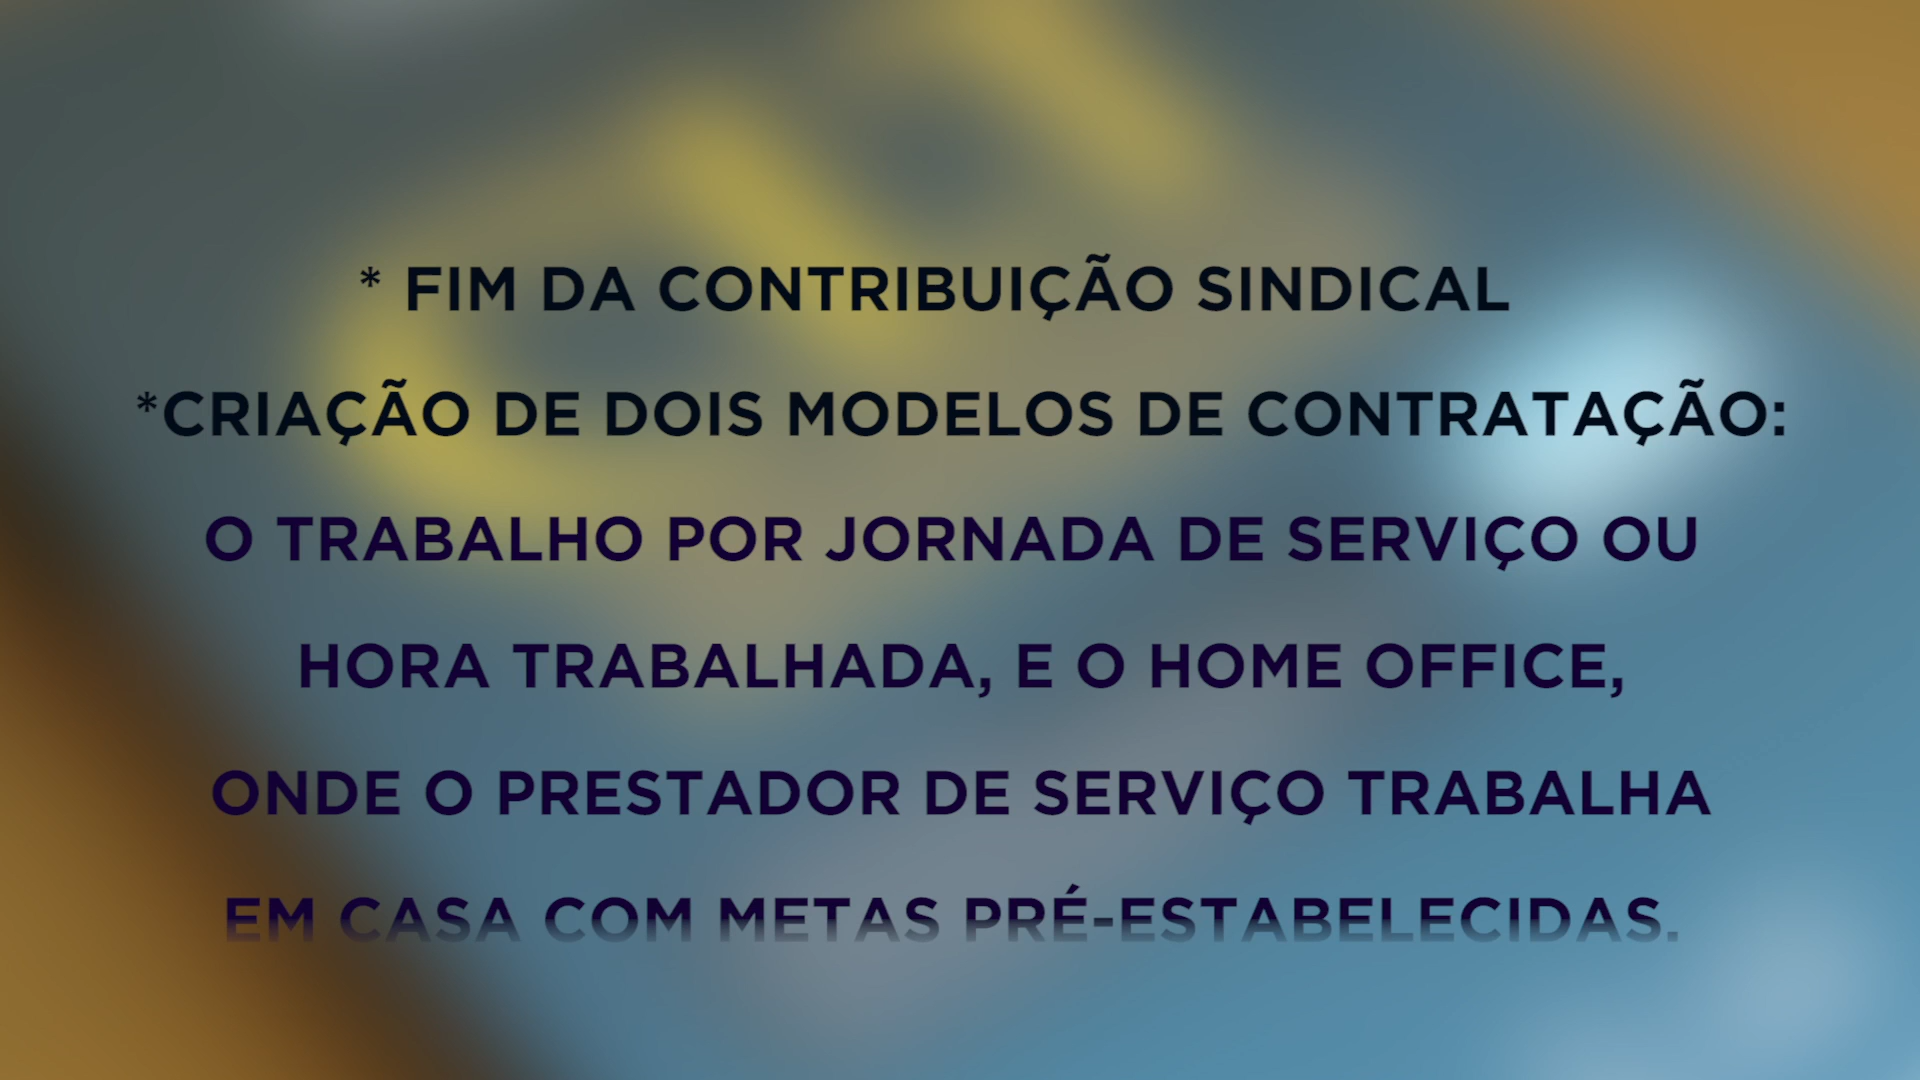 * FIM DA CONTRIBUIÇÃO SINDICAL
*CRIAÇÃO DE DOIS MODELOS DE CONTRATAÇÃO:
O TRABALHO POR JORNADA DE SERVIÇO OU
HORA TRABALHADA, E O HOME OFFICE,
ONDE O PRESTADOR DE SERVIÇO TRABALHA
EM CASA COM METAS PRÉ-ESTABELECIDAS.